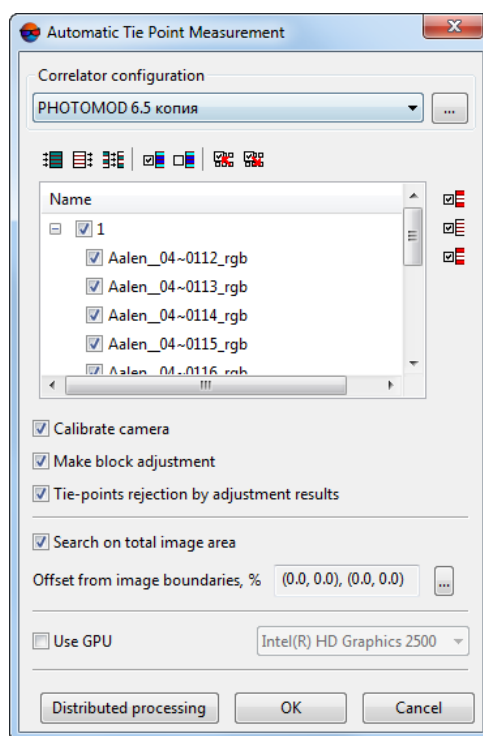 Automatic Tie Point Measurement
Correlator configuration
PHOTOMOD 6.5 копия
...
Name
1
Aalen__04~0112_rgb
Aalen__04~0113_rgb
Aalen__04~0114_rgb
Aalen__04~0115_rgb
Aalen__04~0116_rgb
Calibrate camera
Make block adjustment
Tie-points rejection by adjustment results
Search on total image area
Offset from image boundaries, % (0.0, 0.0), (0.0, 0.0) ...
Use GPU Intel(R) HD Graphics 2500
Distributed processing OK Cancel